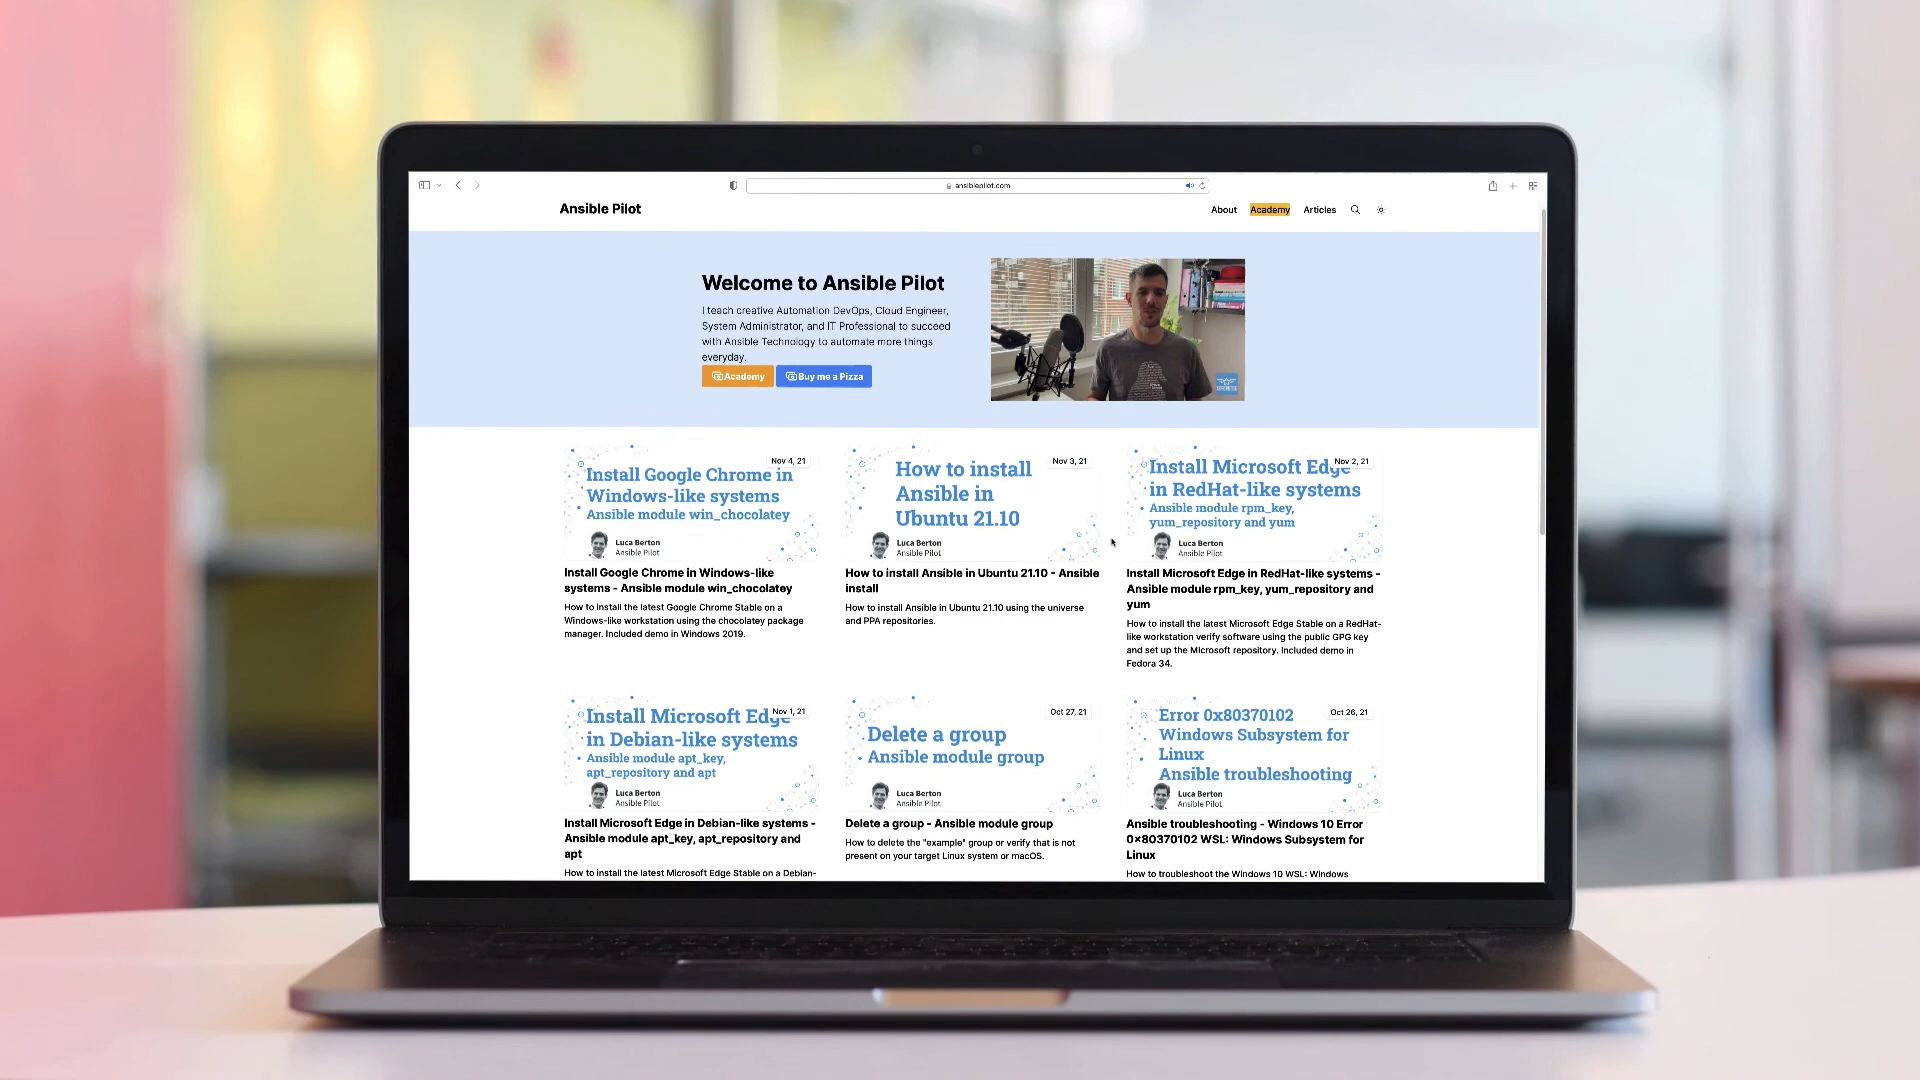 ansiblepilot.com
Ansible Pilot
About Academy Articles
Welcome to Ansible Pilot
I teach creative Automation DevOps, Cloud Engineer,
System Administrator, and IT Professional to succeed
with Ansible Technology to automate more things
everyday.
Academy Buy me a Pizza
Nov 4, 21
Install Google Chrome in
Windows-like systems
Ansible module win_chocolatey
Luca Berton
Ansible Pilot
Install Google Chrome in Windows-like
systems - Ansible module win_chocolatey
How to install the latest Google Chrome Stable on a
Windows-like workstation using the chocolatey package
manager. Included demo in Windows 2019.
Nov 3, 21
How to install
Ansible in
Ubuntu 21.10
Luca Berton
Ansible Pilot
How to install Ansible in Ubuntu 21.10 - Ansible
install
How to install Ansible in Ubuntu 21.10 using the universe
and PPA repositories.
Nov 2, 21
Install Microsoft Edge
in RedHat-like systems
Ansible module rpm_key,
yum_repository and yum
Luca Berton
Ansible Pilot
Install Microsoft Edge in RedHat-like systems -
Ansible module rpm_key, yum_repository and
yum
How to install the latest Microsoft Edge Stable on a RedHat-
like workstation verify software using the public GPG key
and set up the Microsoft repository. Included demo in
Fedora 34.
Nov 1, 21
Install Microsoft Edge
in Debian-like systems
Ansible module apt_key,
apt_repository and apt
Luca Berton
Ansible Pilot
Install Microsoft Edge in Debian-like systems -
Ansible module apt_key, apt_repository and
apt
How to install the latest Microsoft Edge Stable on a Debian-
Oct 27, 21
Delete a group
Ansible module group
Luca Berton
Ansible Pilot
Delete a group - Ansible module group
How to delete the "example" group or verify that is not
present on your target Linux system or macOS.
Oct 26, 21
Error 0x80370102
Windows Subsystem for
Linux
Ansible troubleshooting
Luca Berton
Ansible Pilot
Ansible troubleshooting - Windows 10 Error
0x80370102 WSL: Windows Subsystem for
Linux
How to troubleshoot the Windows 10 WSL: Windows